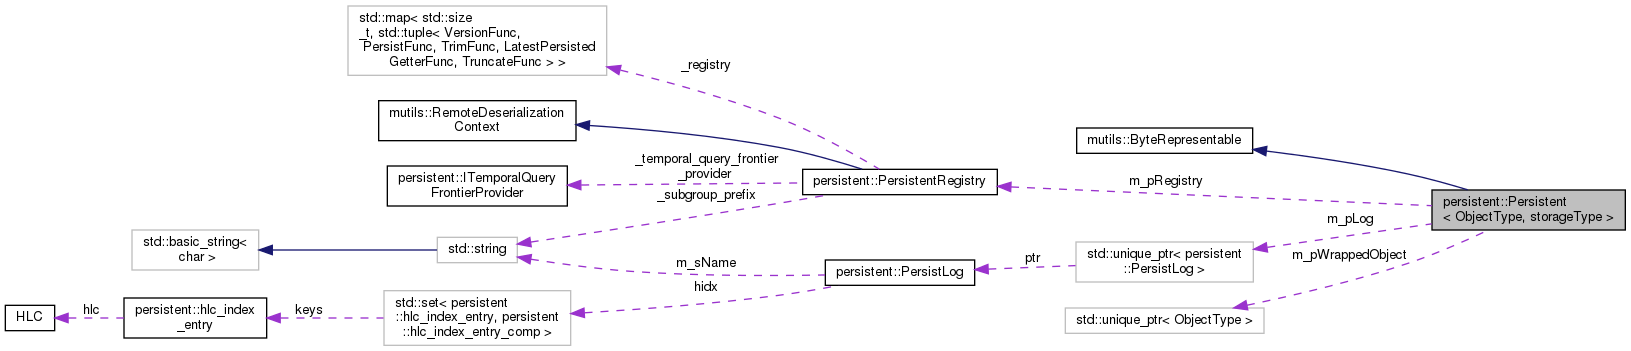 std::map< std::size
_t, std::tuple< VersionFunc,
PersistFunc, TrimFunc, LatestPersisted
GetterFunc, TruncateFunc > >
_registry
mutils::RemoteDeserialization
Context
mutils::ByteRepresentable
_temporal_query_frontier
_provider
persistent::ITemporalQuery
FrontierProvider
persistent::PersistentRegistry
m_pRegistry
persistent::Persistent
< ObjectType, storageType >
_subgroup_prefix
m_pLog
std::basic_string<
char >
std::string
std::unique_ptr< persistent
::PersistLog >
m_pWrappedObject
m_sName
ptr
persistent::PersistLog
hidx
HLC
hlc
persistent::hlc_index
_entry
keys
std::set< persistent
::hlc_index_entry, persistent
::hlc_index_entry_comp >
std::unique_ptr< ObjectType >